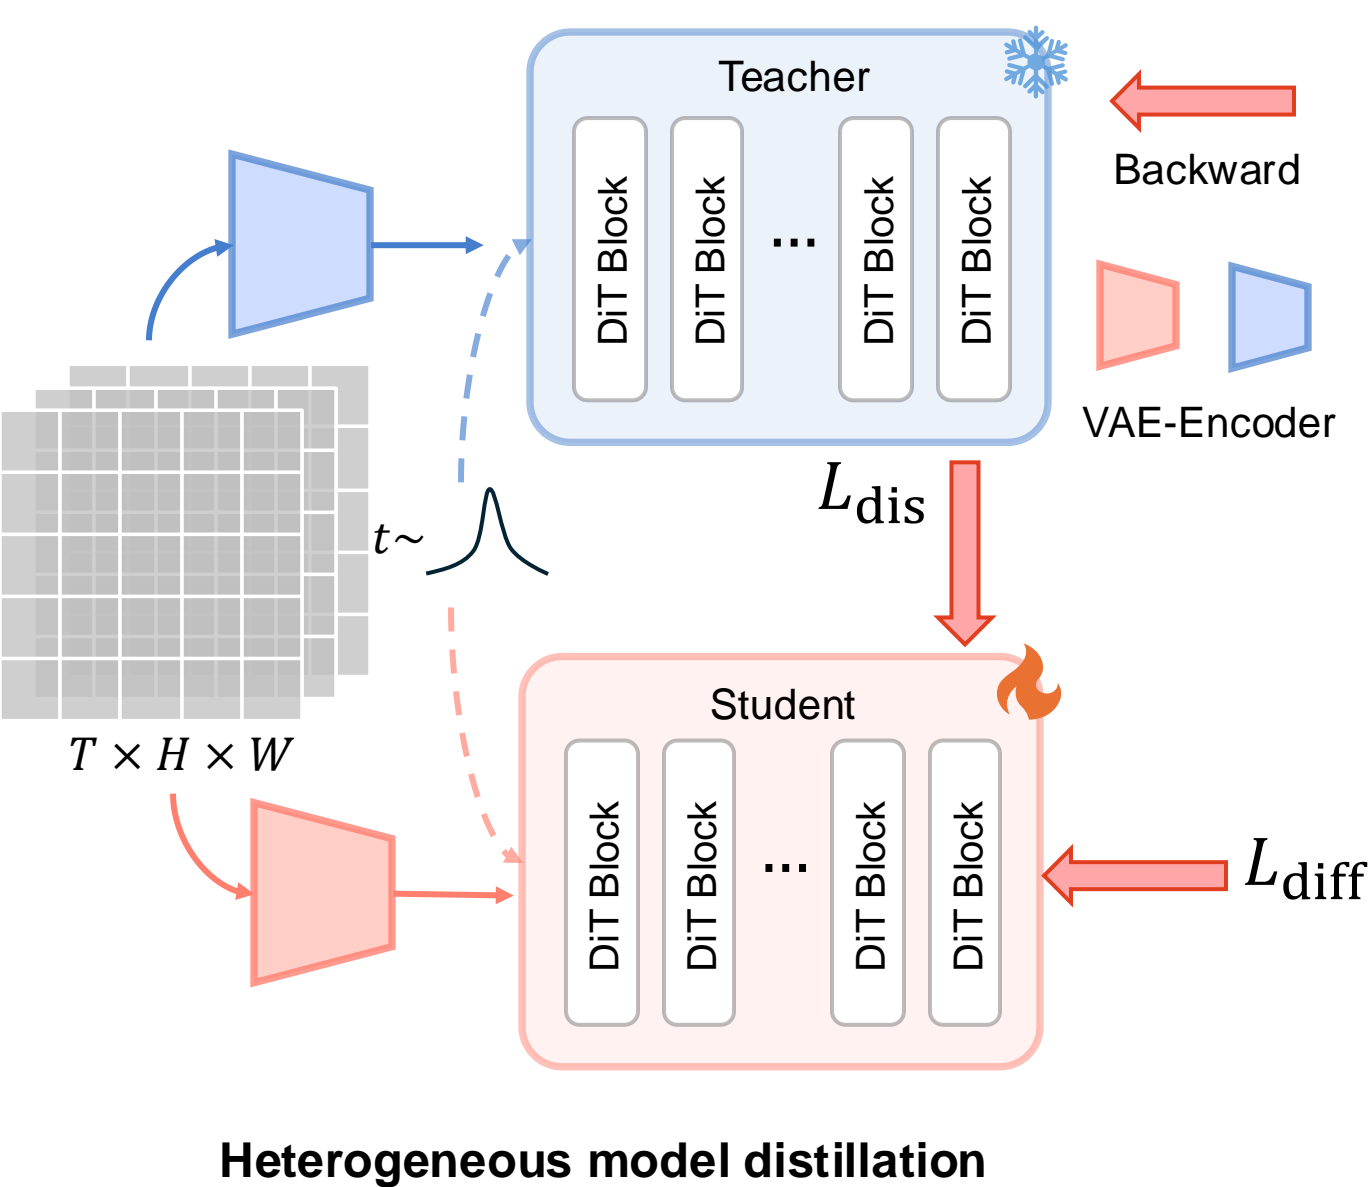 Teacher
DiT Block
DiT Block
...
DiT Block
DiT Block
Backward
VAE-Encoder
L_dis
t~
T × H × W
Student
DiT Block
DiT Block
...
DiT Block
DiT Block
L_diff
Heterogeneous model distillation